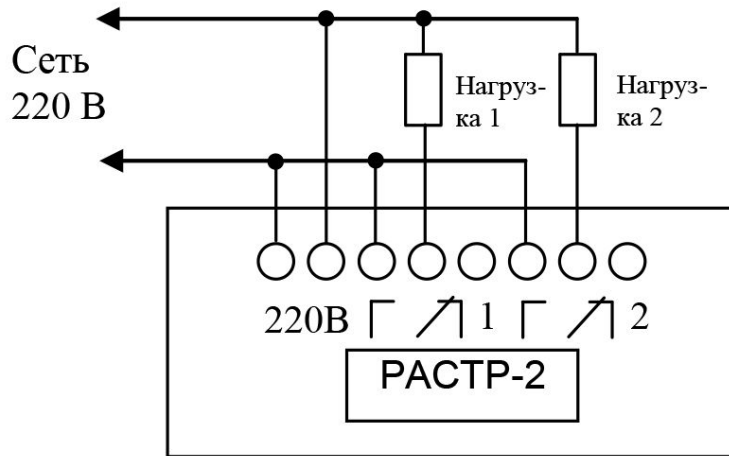 Сеть
220 В
Нагруз-
ка 1
Нагруз-
ка 2
220В 1 2
РАСТР-2